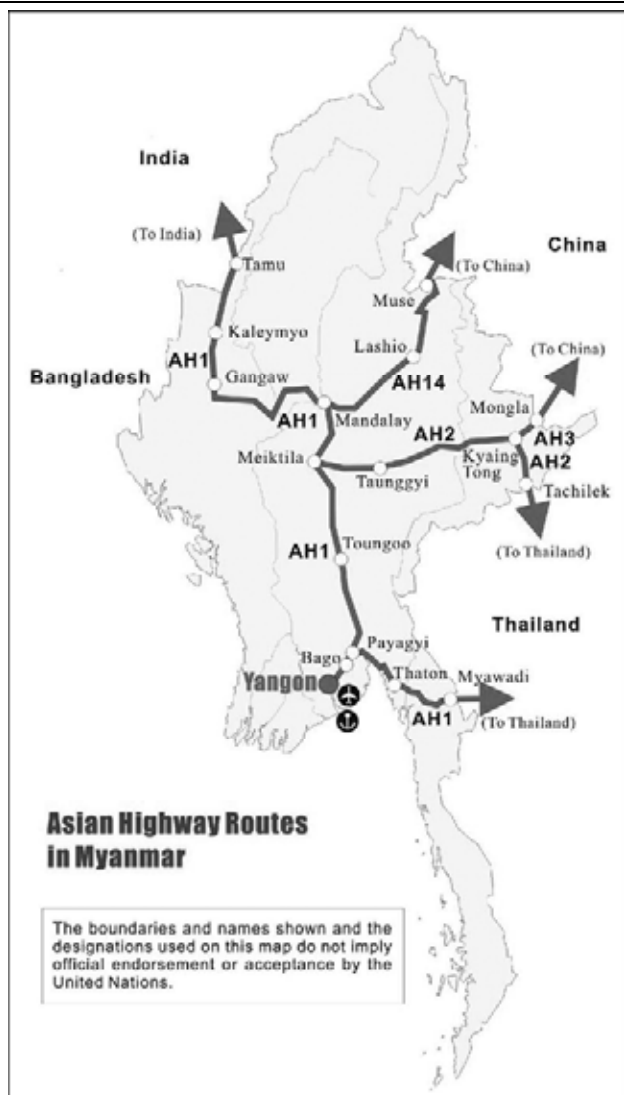 India
(To India)
Tamu
China
(To China)
Muse
Kaleymyo
Lashio
(To China)
AH1
Bangladesh
Gangaw
AH14
AH1
Mandalay
Mongla
AH2
AH3
Meiktila
Kyaing
Tong
AH2
Taunggyi
Tachilek
AH1
Toungoo
(To Thailand)
Thailand
Payagyi
Bago
Yangon
Thaton
Myawadi
AH1
(To Thailand)
Asian Highway Routes
in Myanmar
The boundaries and names shown and the
designations used on this map do not imply
official endorsement or acceptance by the
United Nations.